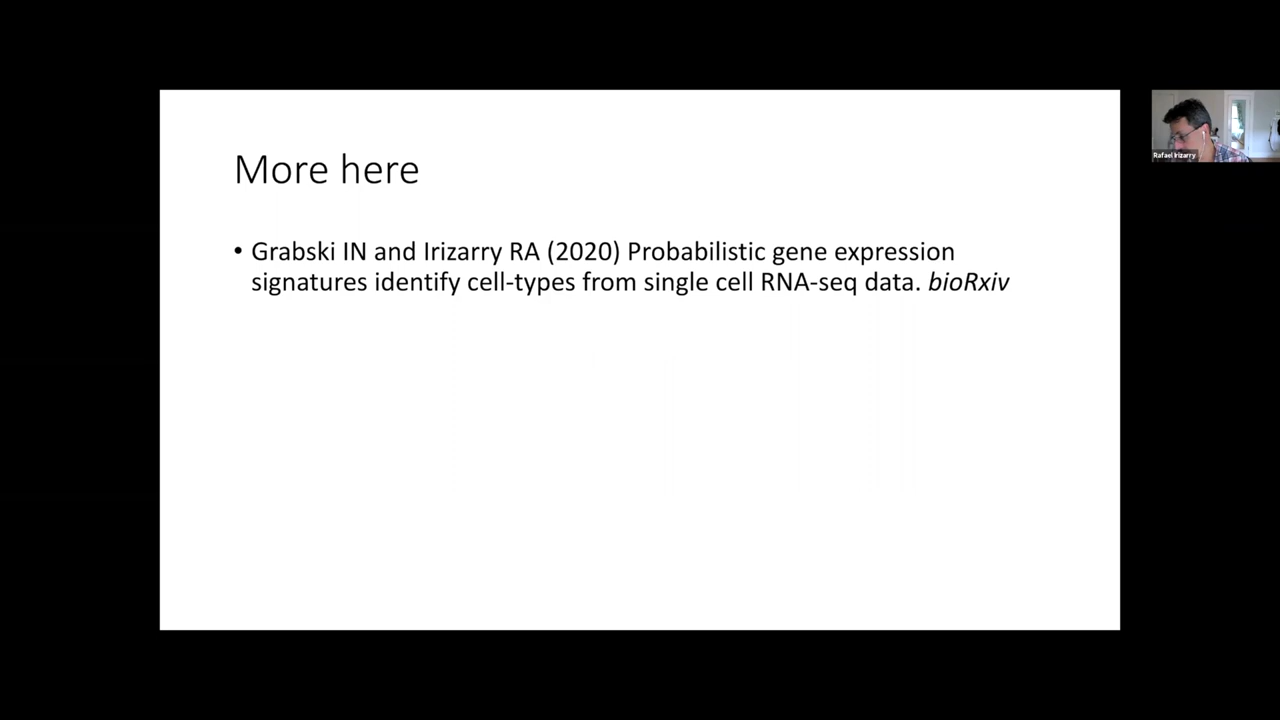 More here
• Grabski IN and Irizarry RA (2020) Probabilistic gene expression
signatures identify cell-types from single cell RNA-seq data. bioRxiv
Rafael Irizarry